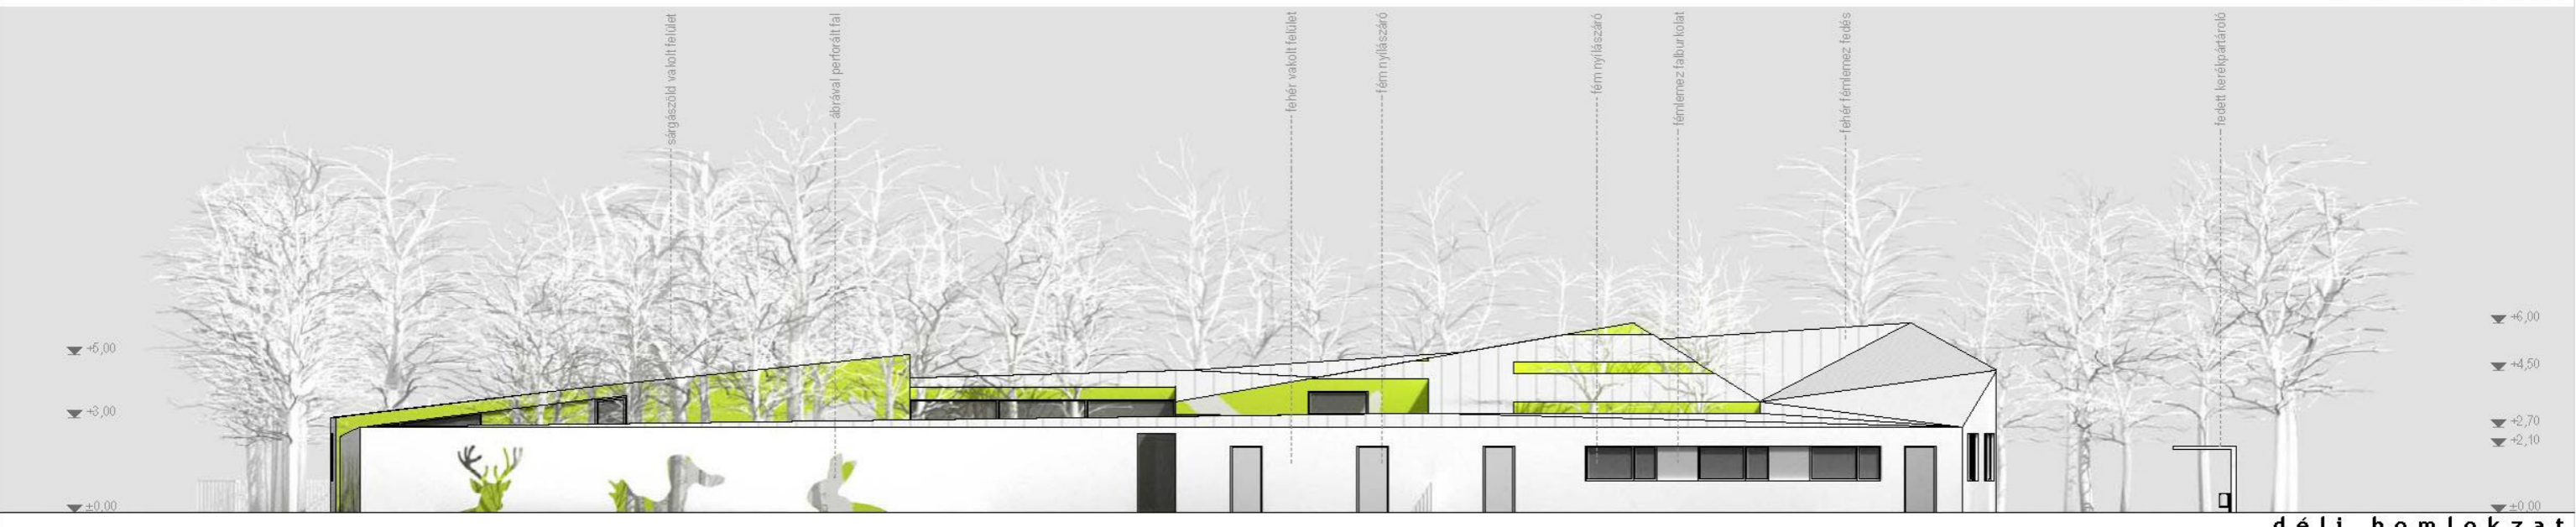 sárgászöld vakolt felület
ábrával perforált fal
fehér vakolt felület
fém nyílászáró
fém nyílászáró
fémlemez falburkolat
fehér fémlemez fedés
fedett kerékpártároló
+5,00
+3,00
±0,00
+6,00
+4,50
+2,70
+2,10
±0,00
déli homlokzat